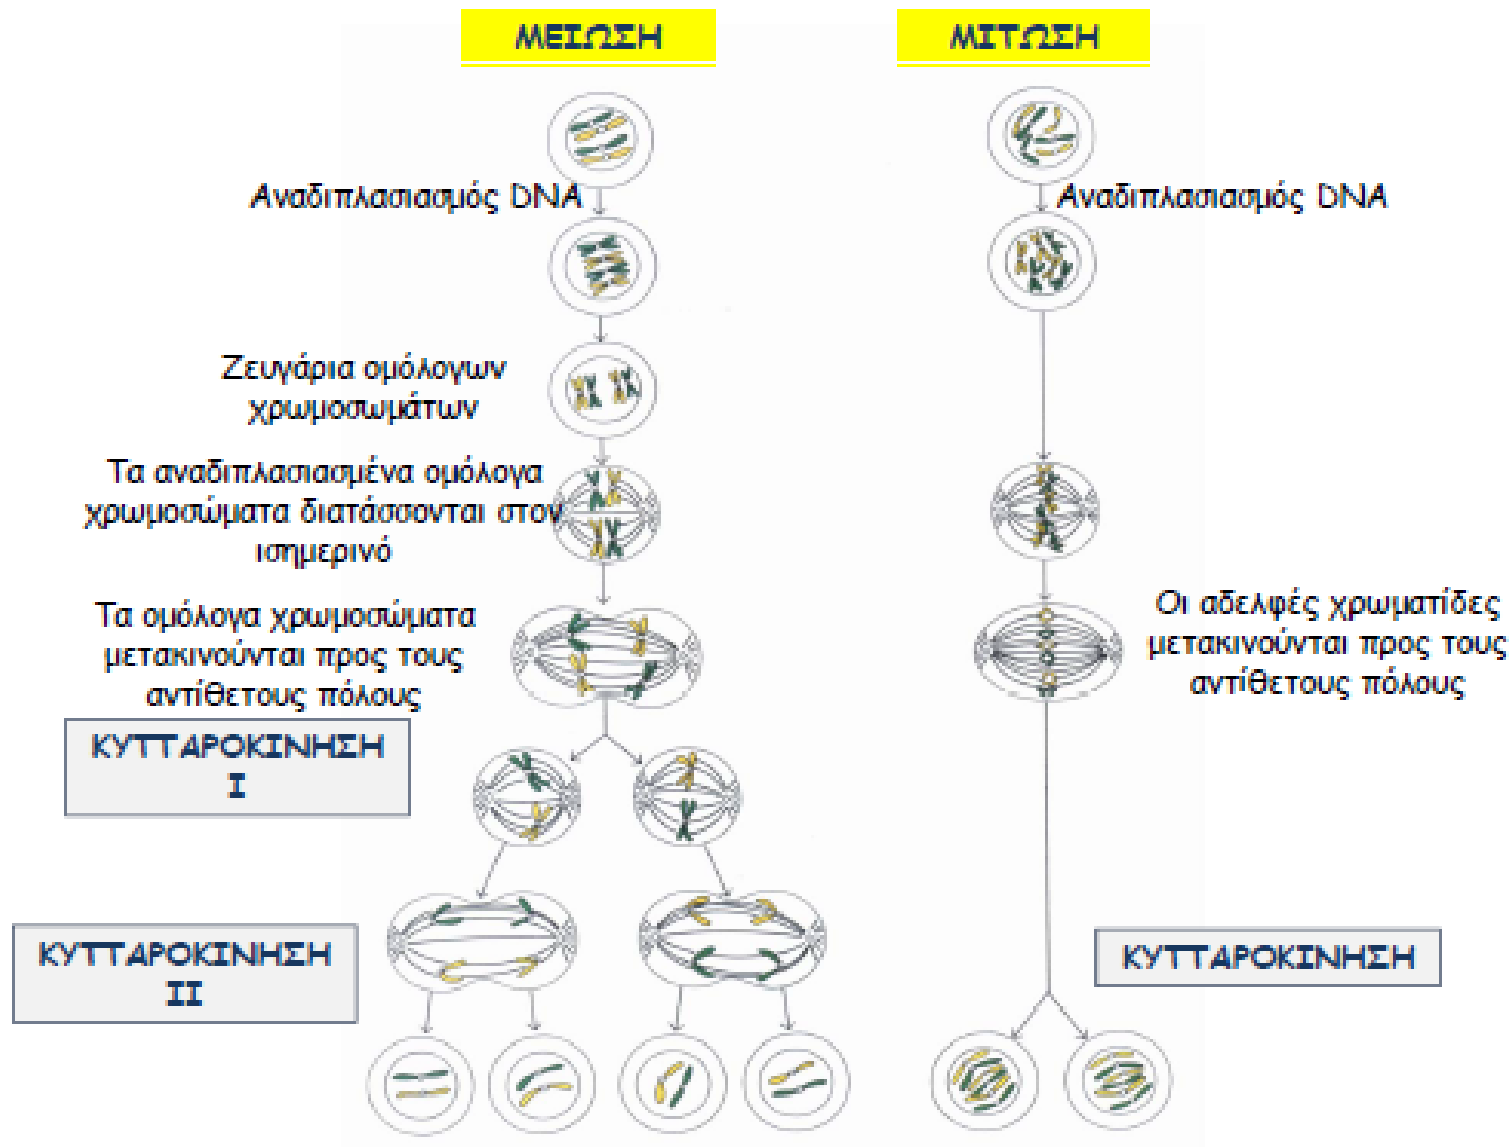 ΜΕΙΩΣΗ
ΜΙΤΩΣΗ
Αναδιπλασιασμός DNA
Αναδιπλασιασμός DNA
Ζευγάρια ομόλογων
χρωμοσωμάτων
Τα αναδιπλασιασμένα ομόλογα
χρωμοσώματα διατάσσονται στον
ισημερινό
Τα ομόλογα χρωμοσώματα
μετακινούνται προς τους
αντίθετους πόλους
Οι αδελφές χρωματίδες
μετακινούνται προς τους
αντίθετους πόλους
ΚΥΤΤΑΡΟΚΙΝΗΣΗ
Ι
ΚΥΤΤΑΡΟΚΙΝΗΣΗ
ΙΙ
ΚΥΤΤΑΡΟΚΙΝΗΣΗ